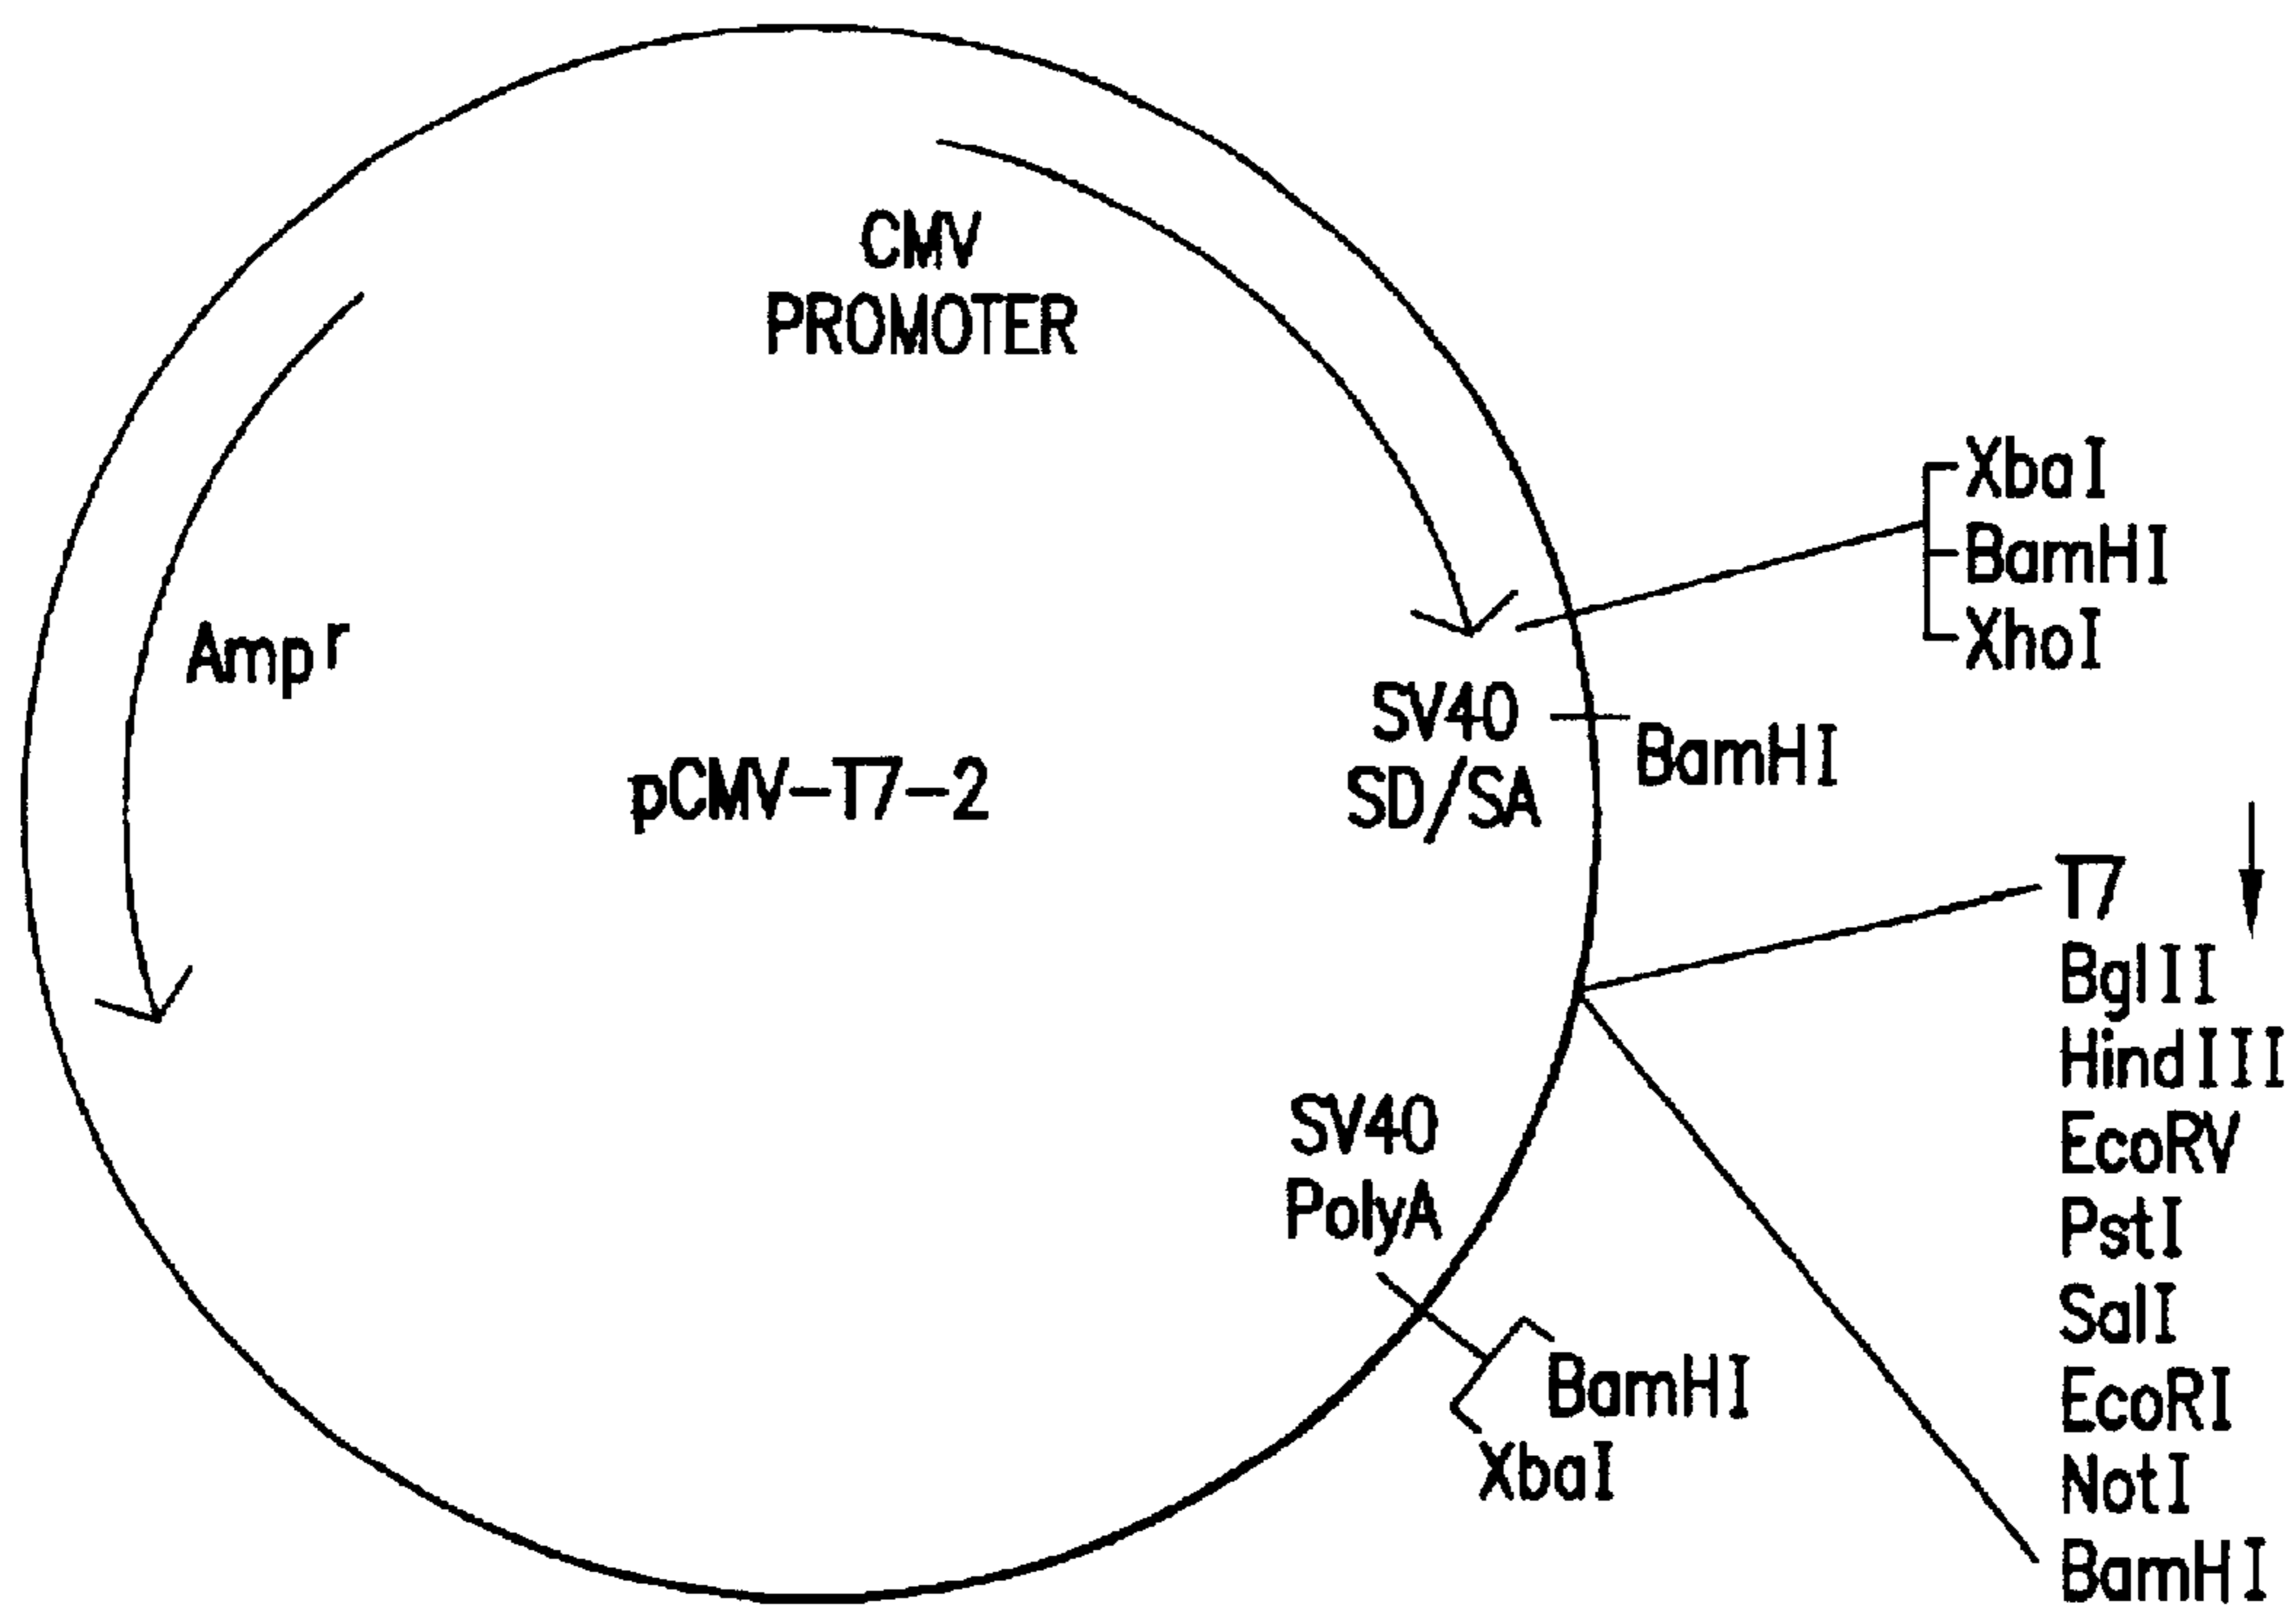 CMV
PROMOTER
XbaI
BamHI
XhoI
Ampr
SV40
SD/SA
BamHI
pCMV-T7-2
T7
BglII
HindIII
EcoRV
PstI
SalI
EcoRI
NotI
BamHI
SV40
PolyA
BamHI
XbaI